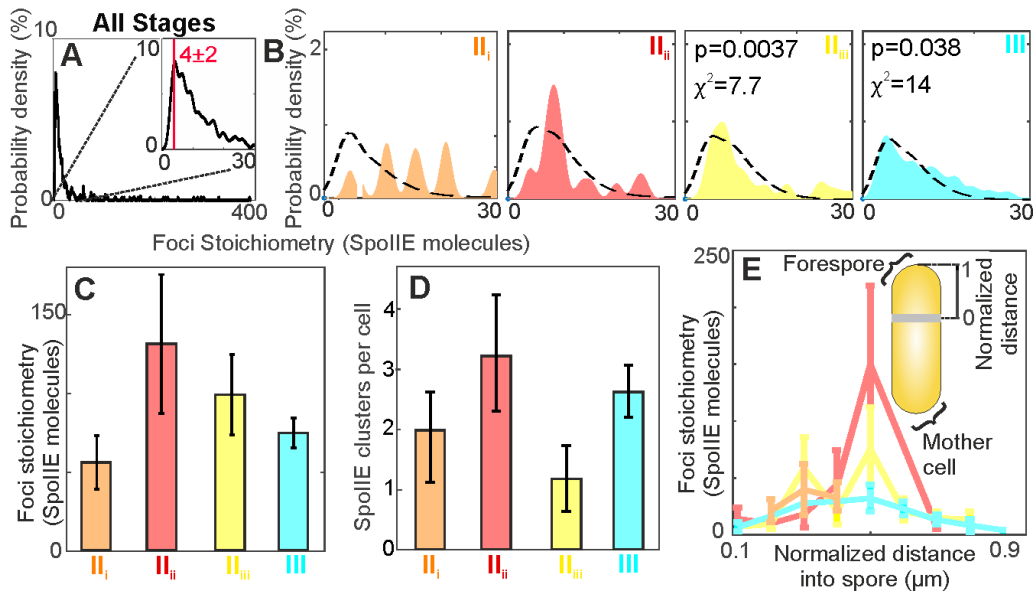 All Stages
A
Probability density (%)
10
0
0
400
10
0
0
30
4±2
B
Probability density (%)
2
0
0
30
IIi
0
30
IIii
p=0.0037
χ²=7.7
IIiii
0
30
p=0.038
χ²=14
III
0
30
Foci Stoichiometry (SpoIIE molecules)
C
Foci stoichiometry
(SpoIIE molecules)
150
0
IIi
IIii
IIiii
III
D
SpoIIE clusters per cell
4
3
2
1
0
IIi
IIii
IIiii
III
E
Foci stoichiometry
(SpoIIE molecules)
250
0
0.1
0.9
Normalized distance
into spore (μm)
Forespore
1
0
Normalized
distance
Mother
cell